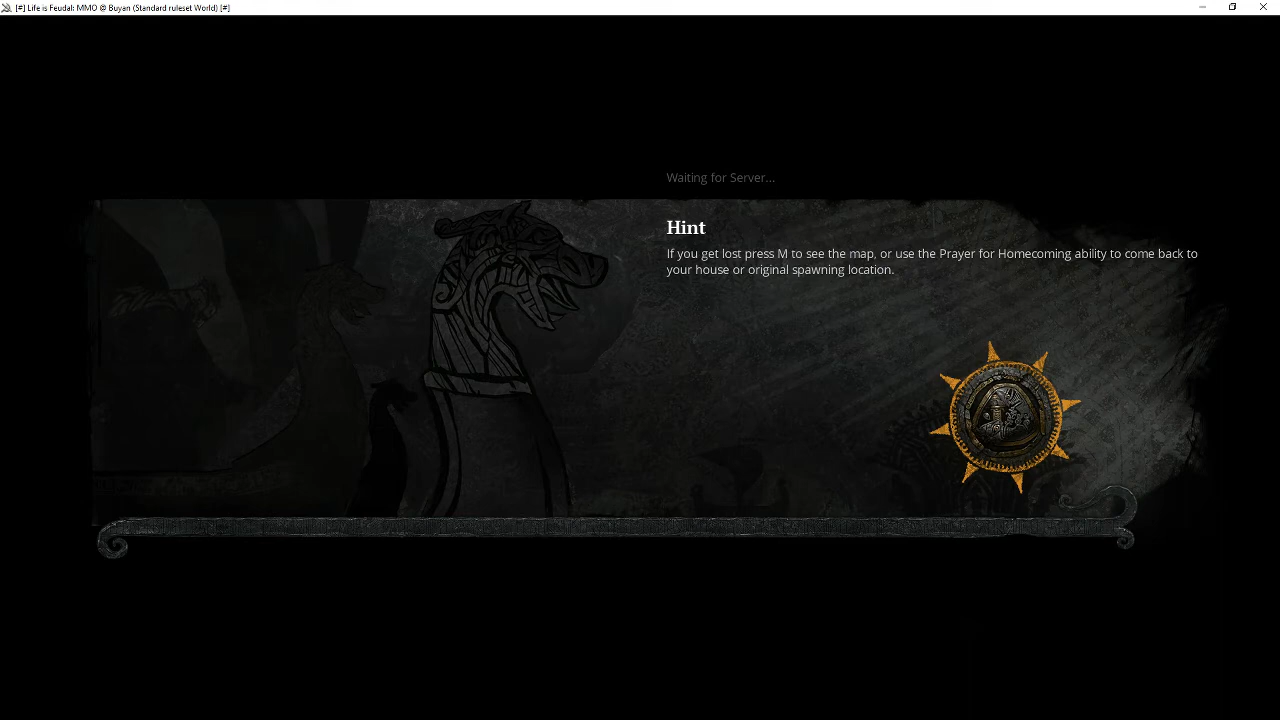 [#] Life is Feudal: MMO @ Buyan (Standard ruleset World) [#]
Waiting for Server...
Hint
If you get lost press M to see the map, or use the Prayer for Homecoming ability to come back to
your house or original spawning location.